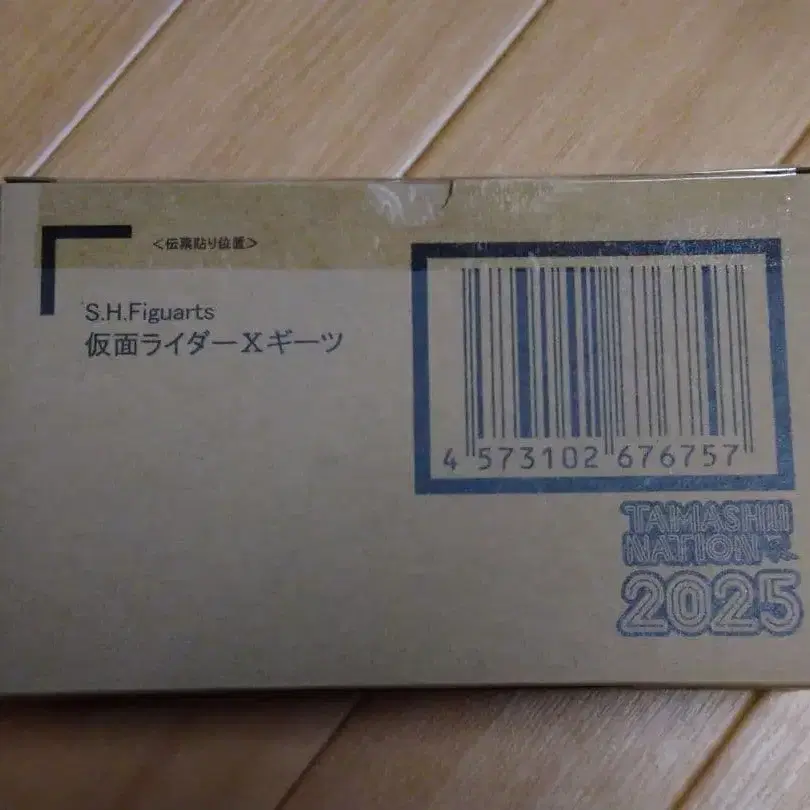 <伝票貼り位置>
S.H.Figuarts
仮面ライダーXギーツ
4 573102 676757
TAMASHII
NATION
2025